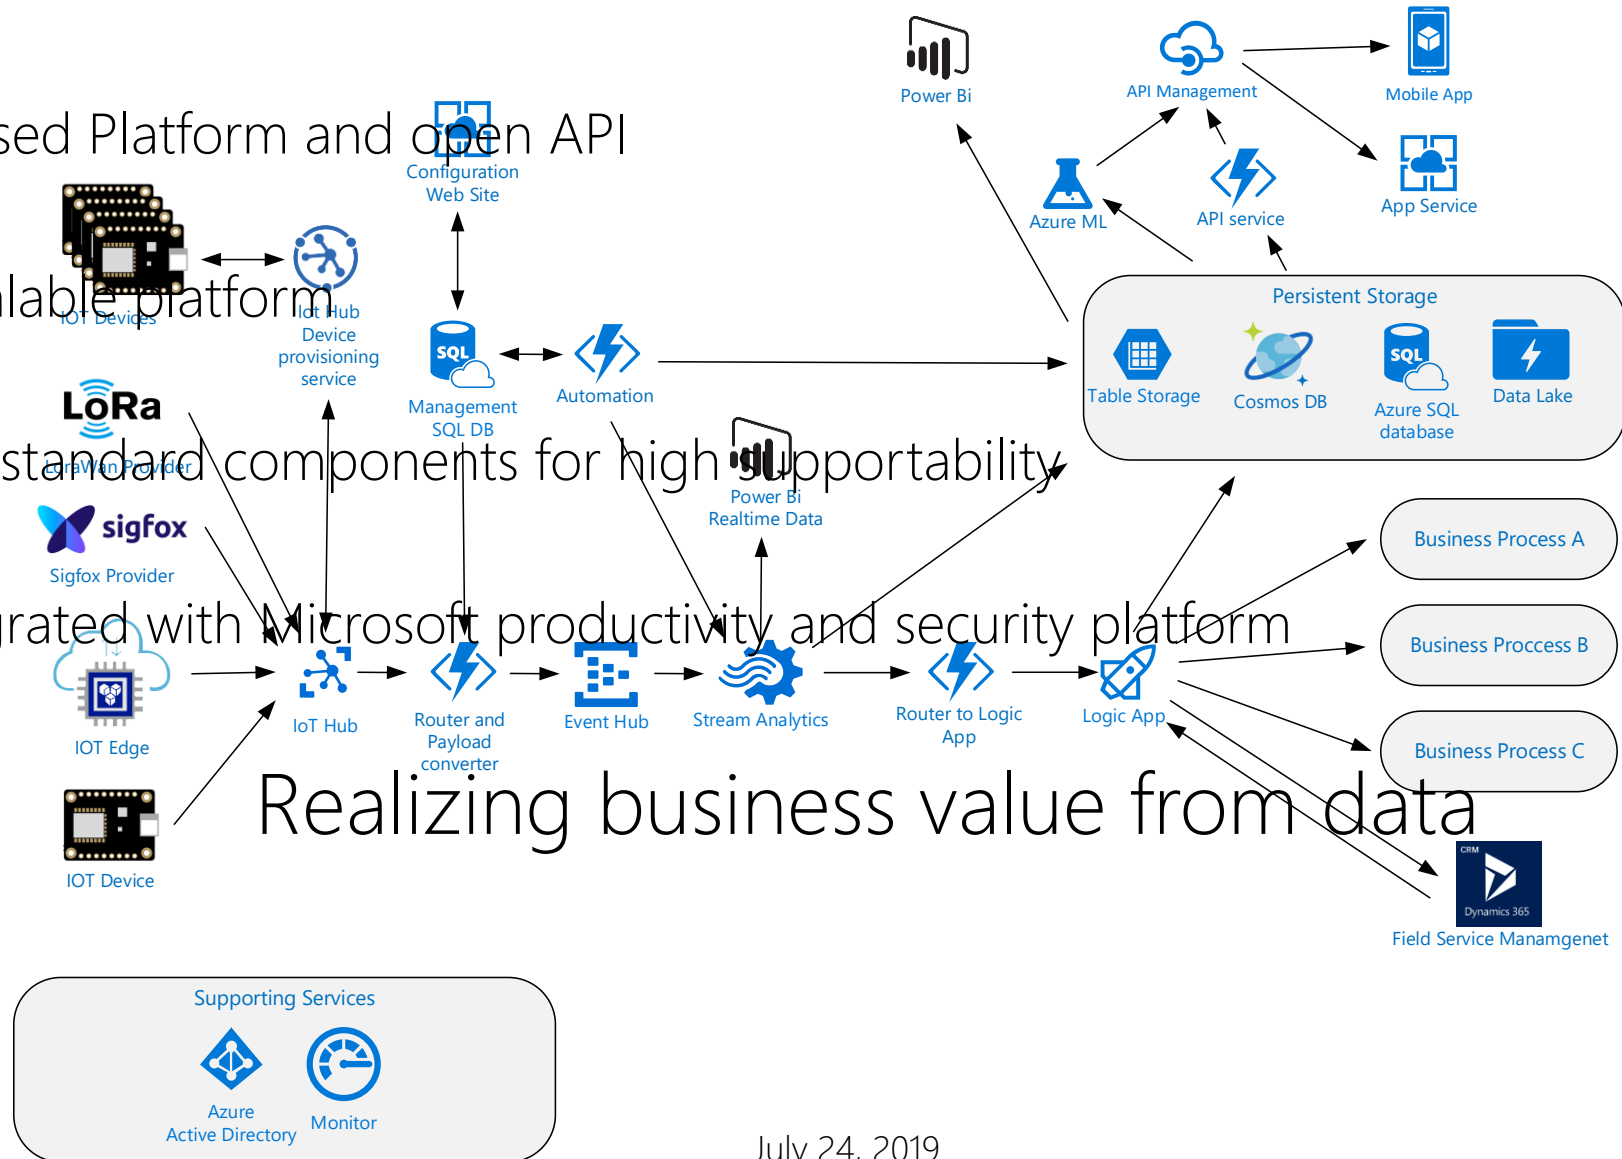 Power Bi
API Management
Mobile App
sed Platform and open API
Configuration
Web Site
Azure ML
API service
App Service
alable platform
IOT Devices
Iot Hub
Device
provisioning
service
SQL
Management
SQL DB
Automation
Persistent Storage
Table Storage
Cosmos DB
SQL
Azure SQL
database
Data Lake
LoRa
LoraWan Provider
standard components for high supportability
Power Bi
Realtime Data
sigfox
Sigfox Provider
Business Process A
grated with Microsoft productivity and security platform
Business Proccess B
IOT Edge
IoT Hub
Router and
Payload
converter
Event Hub
Stream Analytics
Router to Logic
App
Logic App
Business Process C
Realizing business value from data
IOT Device
CRM
Dynamics 365
Field Service Manamgenet
Supporting Services
Azure
Active Directory
Monitor
July 24, 2019